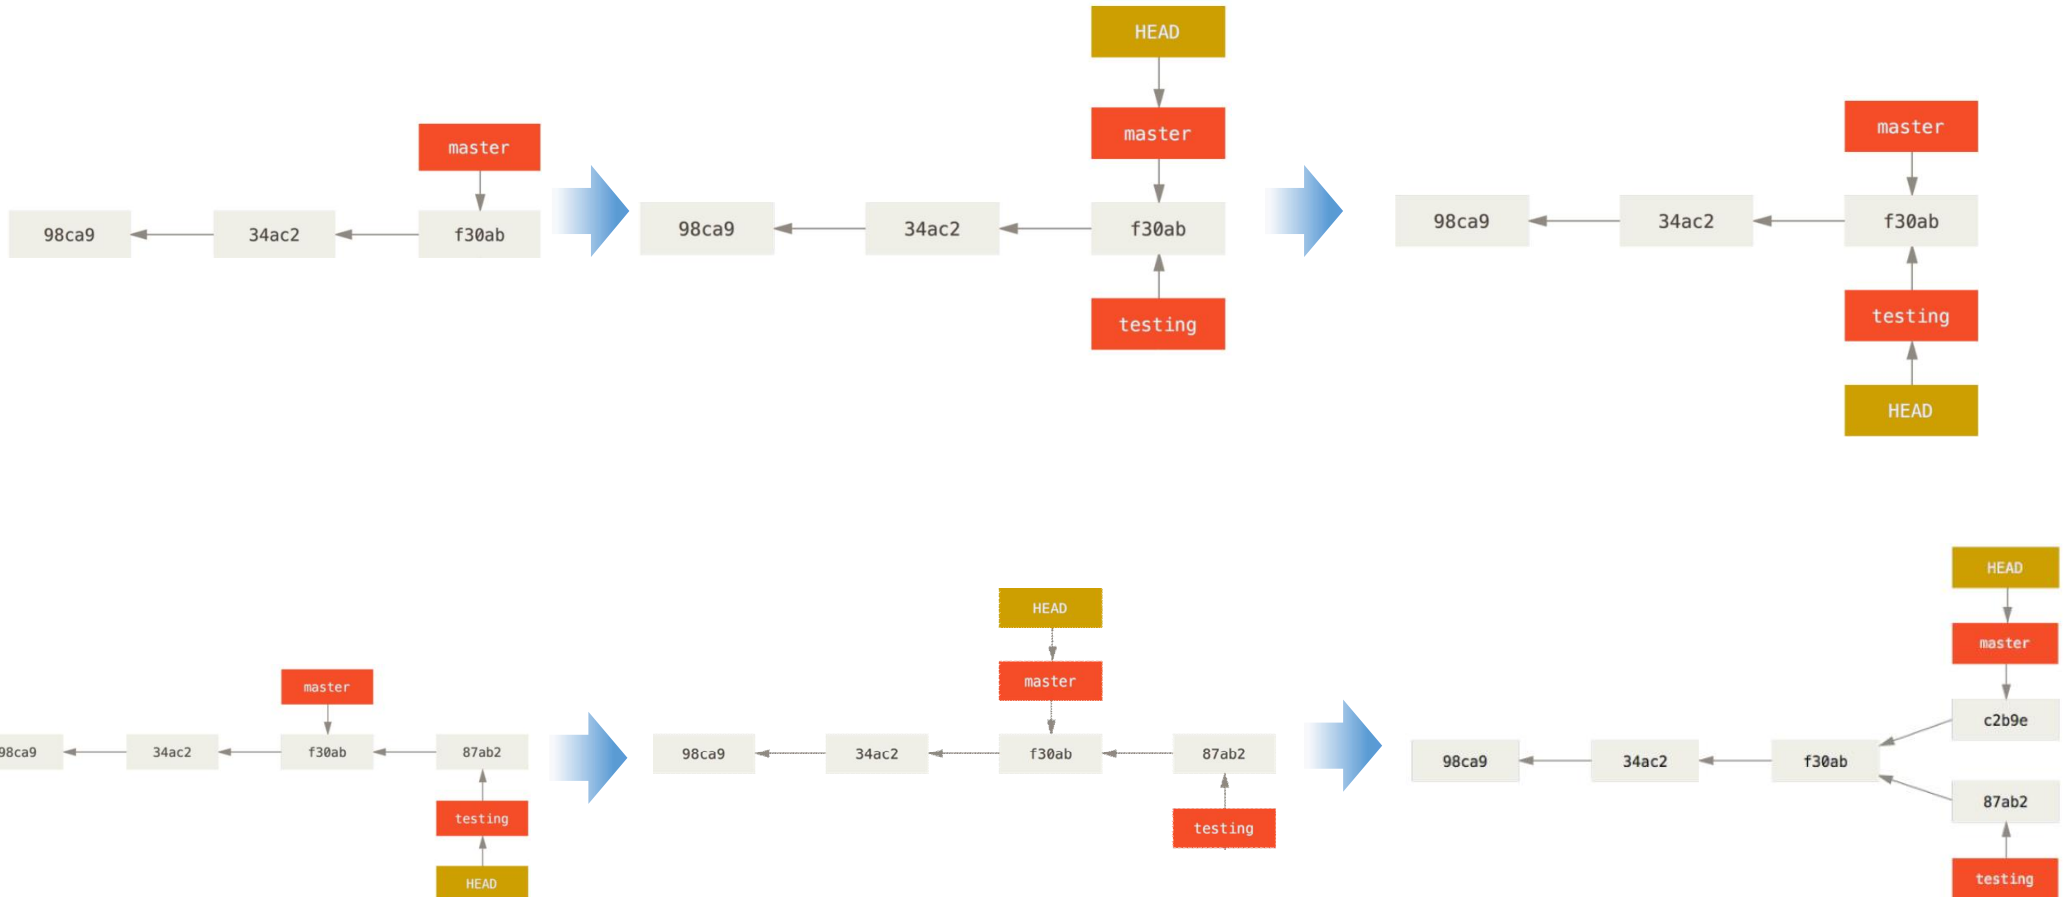 master
98ca9
34ac2
f30ab
HEAD
master
98ca9
34ac2
f30ab
testing
master
98ca9
34ac2
f30ab
testing
HEAD
master
98ca9
34ac2
f30ab
87ab2
testing
HEAD
HEAD
master
98ca9
34ac2
f30ab
87ab2
testing
HEAD
master
c2b9e
98ca9
34ac2
f30ab
87ab2
testing